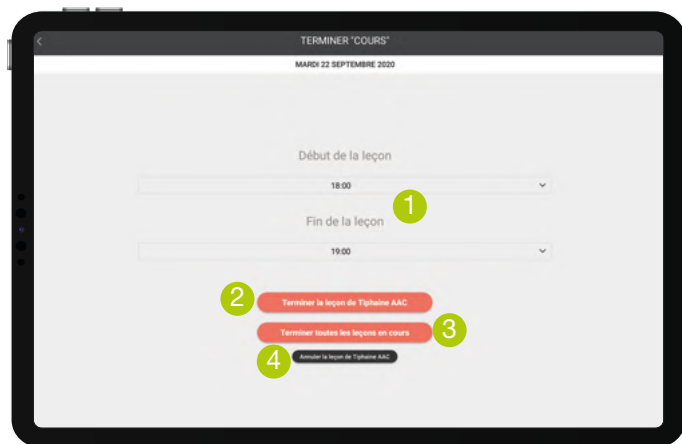 TERMINER "COURS"
MARDI 22 SEPTEMBRE 2020
Début de la leçon
18:00
1
Fin de la leçon
19:00
2
Terminer la leçon de Tiphaine AAC
Terminer toutes les leçons en cours
3
4
Annuler la leçon de Tiphaine AAC